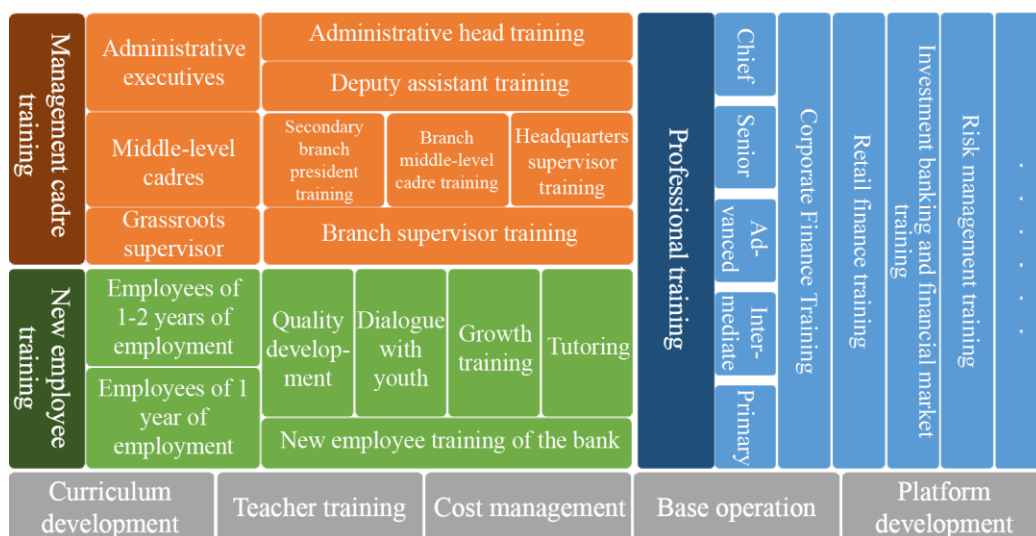 Management cadre
training
Administrative
executives
Administrative head training
Deputy assistant training
Middle-level
cadres
Secondary
branch
president
training
Branch
middle-level
cadre training
Headquarters
supervisor
training
Grassroots
supervisor
Branch supervisor training
New employee
training
Employees of
1-2 years of
employment
Employees of 1
year of
employment
Quality
develop-
ment
Dialogue
with
youth
Growth
training
Tutoring
New employee training of the bank
Professional training
Chief
Senior
Ad-
vanced
Inter-
mediate
Primary
Corporate Finance Training
Retail finance training
Investment banking and financial market
training
Risk management training
. . . . . .
Curriculum
development
Teacher training
Cost management
Base operation
Platform
development